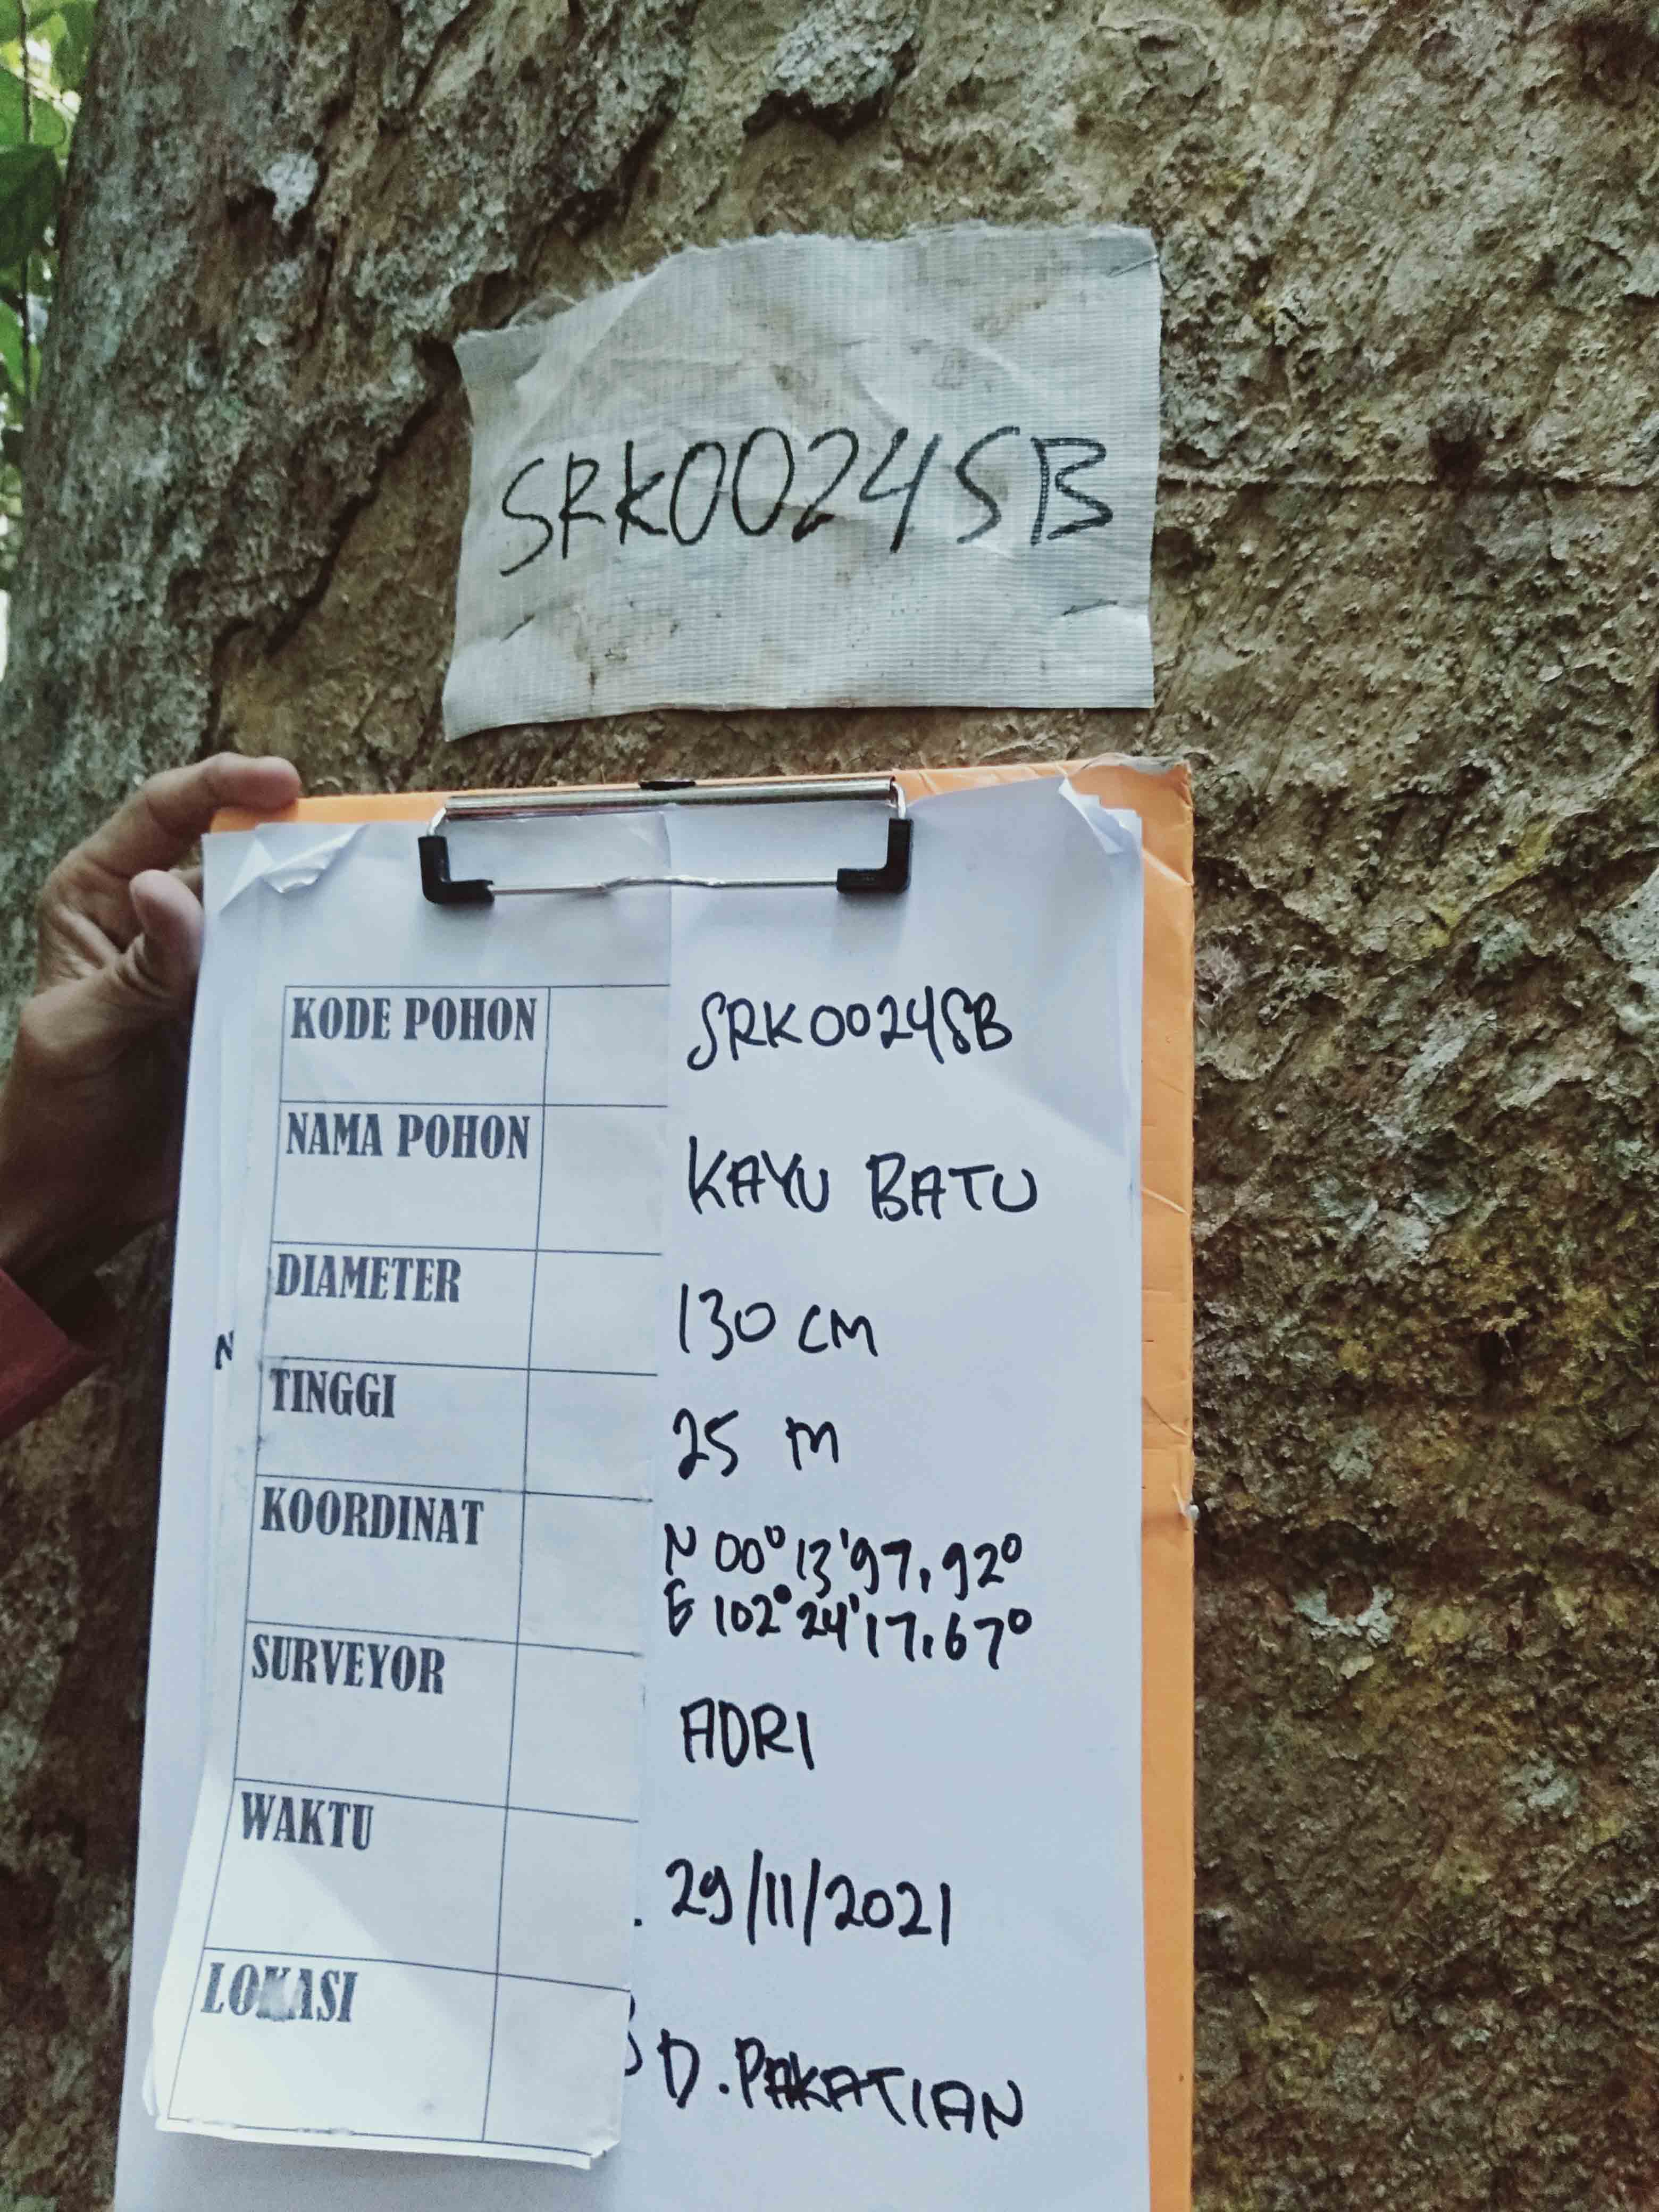 SRK0024SB
KODE POHON SRK0024SB
NAMA POHON KAYU BATU
DIAMETER 130 CM
TINGGI 25 M
KOORDINAT N 00° 13' 97,92°
E 102° 24' 17,67°
SURVEYOR ADRI
WAKTU 29/11/2021
LOKASI D. PAKATIAN
N